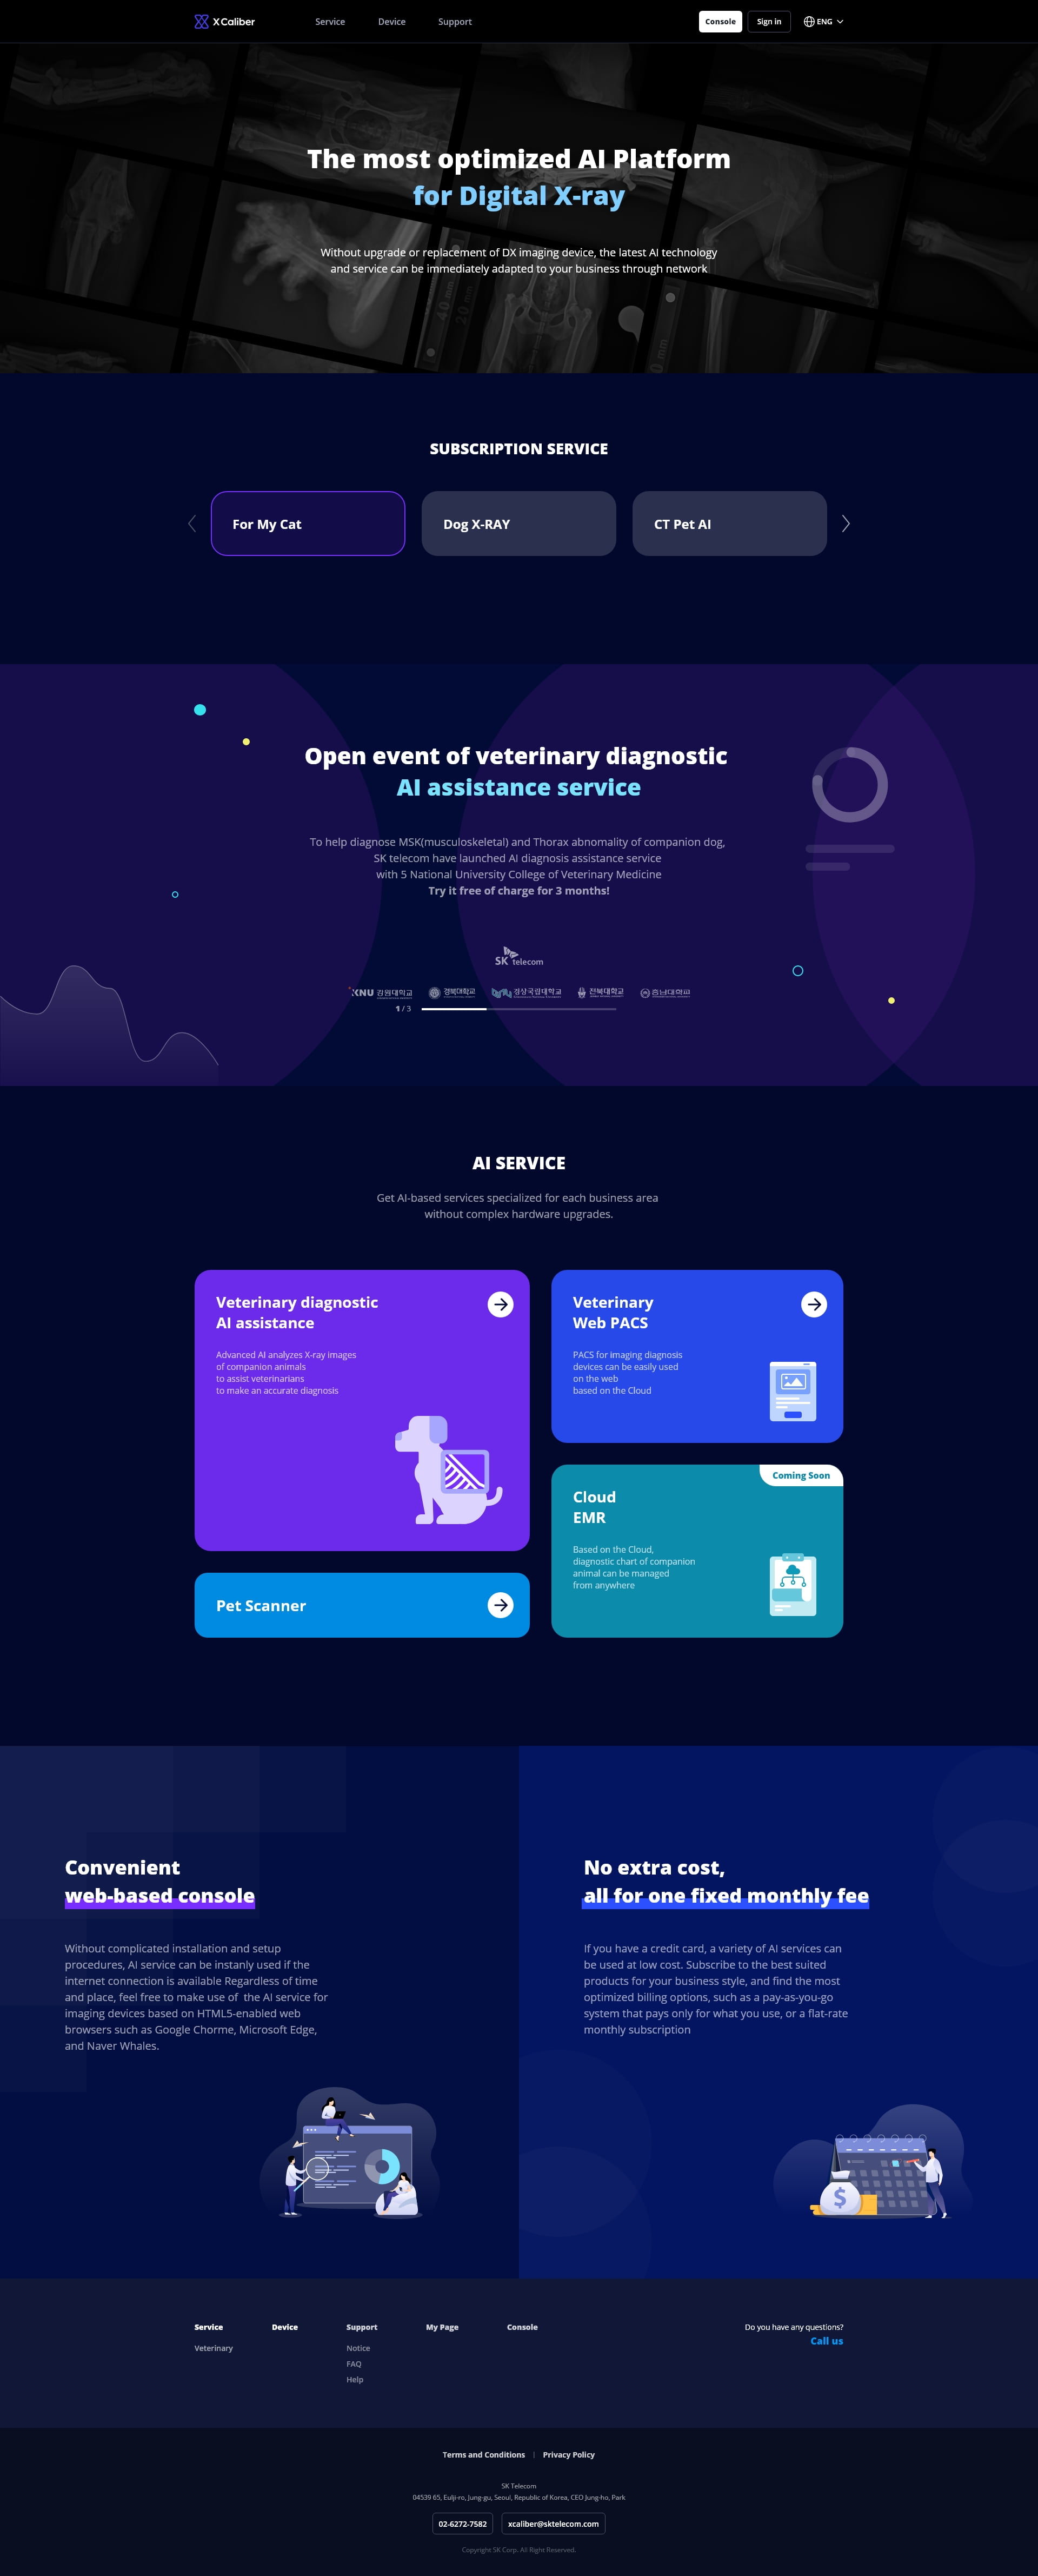 X Caliber
Service
Device
Support
Console
Sign in
ENG
The most optimized AI Platform
for Digital X-ray
Without upgrade or replacement of DX imaging device, the latest AI technology
and service can be immediately adapted to your business through network
40 mm
20 mm
0 mm
SUBSCRIPTION SERVICE
For My Cat
Dog X-RAY
CT Pet AI
Open event of veterinary diagnostic
AI assistance service
To help diagnose MSK(musculoskeletal) and Thorax abnomality of companion dog,
SK telecom have launched AI diagnosis assistance service
with 5 National University College of Veterinary Medicine
Try it free of charge for 3 months!
SK telecom
KNU 강원대학교
경북대학교
경상국립대학교
전북대학교
충남대학교
1 / 3
AI SERVICE
Get AI-based services specialized for each business area
without complex hardware upgrades.
Veterinary diagnostic
AI assistance
Advanced AI analyzes X-ray images
of companion animals
to assist veterinarians
to make an accurate diagnosis
Veterinary
Web PACS
PACS for imaging diagnosis
devices can be easily used
on the web
based on the Cloud
Coming Soon
Cloud
EMR
Based on the Cloud,
diagnostic chart of companion
animal can be managed
from anywhere
Pet Scanner
Convenient
web-based console
Without complicated installation and setup
procedures, AI service can be instanly used if the
internet connection is available Regardless of time
and place, feel free to make use of  the AI service for
imaging devices based on HTML5-enabled web
browsers such as Google Chorme, Microsoft Edge,
and Naver Whales.
No extra cost,
all for one fixed monthly fee
If you have a credit card, a variety of AI services can
be used at low cost. Subscribe to the best suited
products for your business style, and find the most
optimized billing options, such as a pay-as-you-go
system that pays only for what you use, or a flat-rate
monthly subscription
$
Service
Veterinary
Device
Support
Notice
FAQ
Help
My Page
Console
Do you have any questions?
Call us
Terms and Conditions | Privacy Policy
SK Telecom
04539 65, Eulji-ro, Jung-gu, Seoul, Republic of Korea, CEO Jung-ho, Park
02-6272-7582
xcaliber@sktelecom.com
Copyright SK Corp. All Right Reserved.